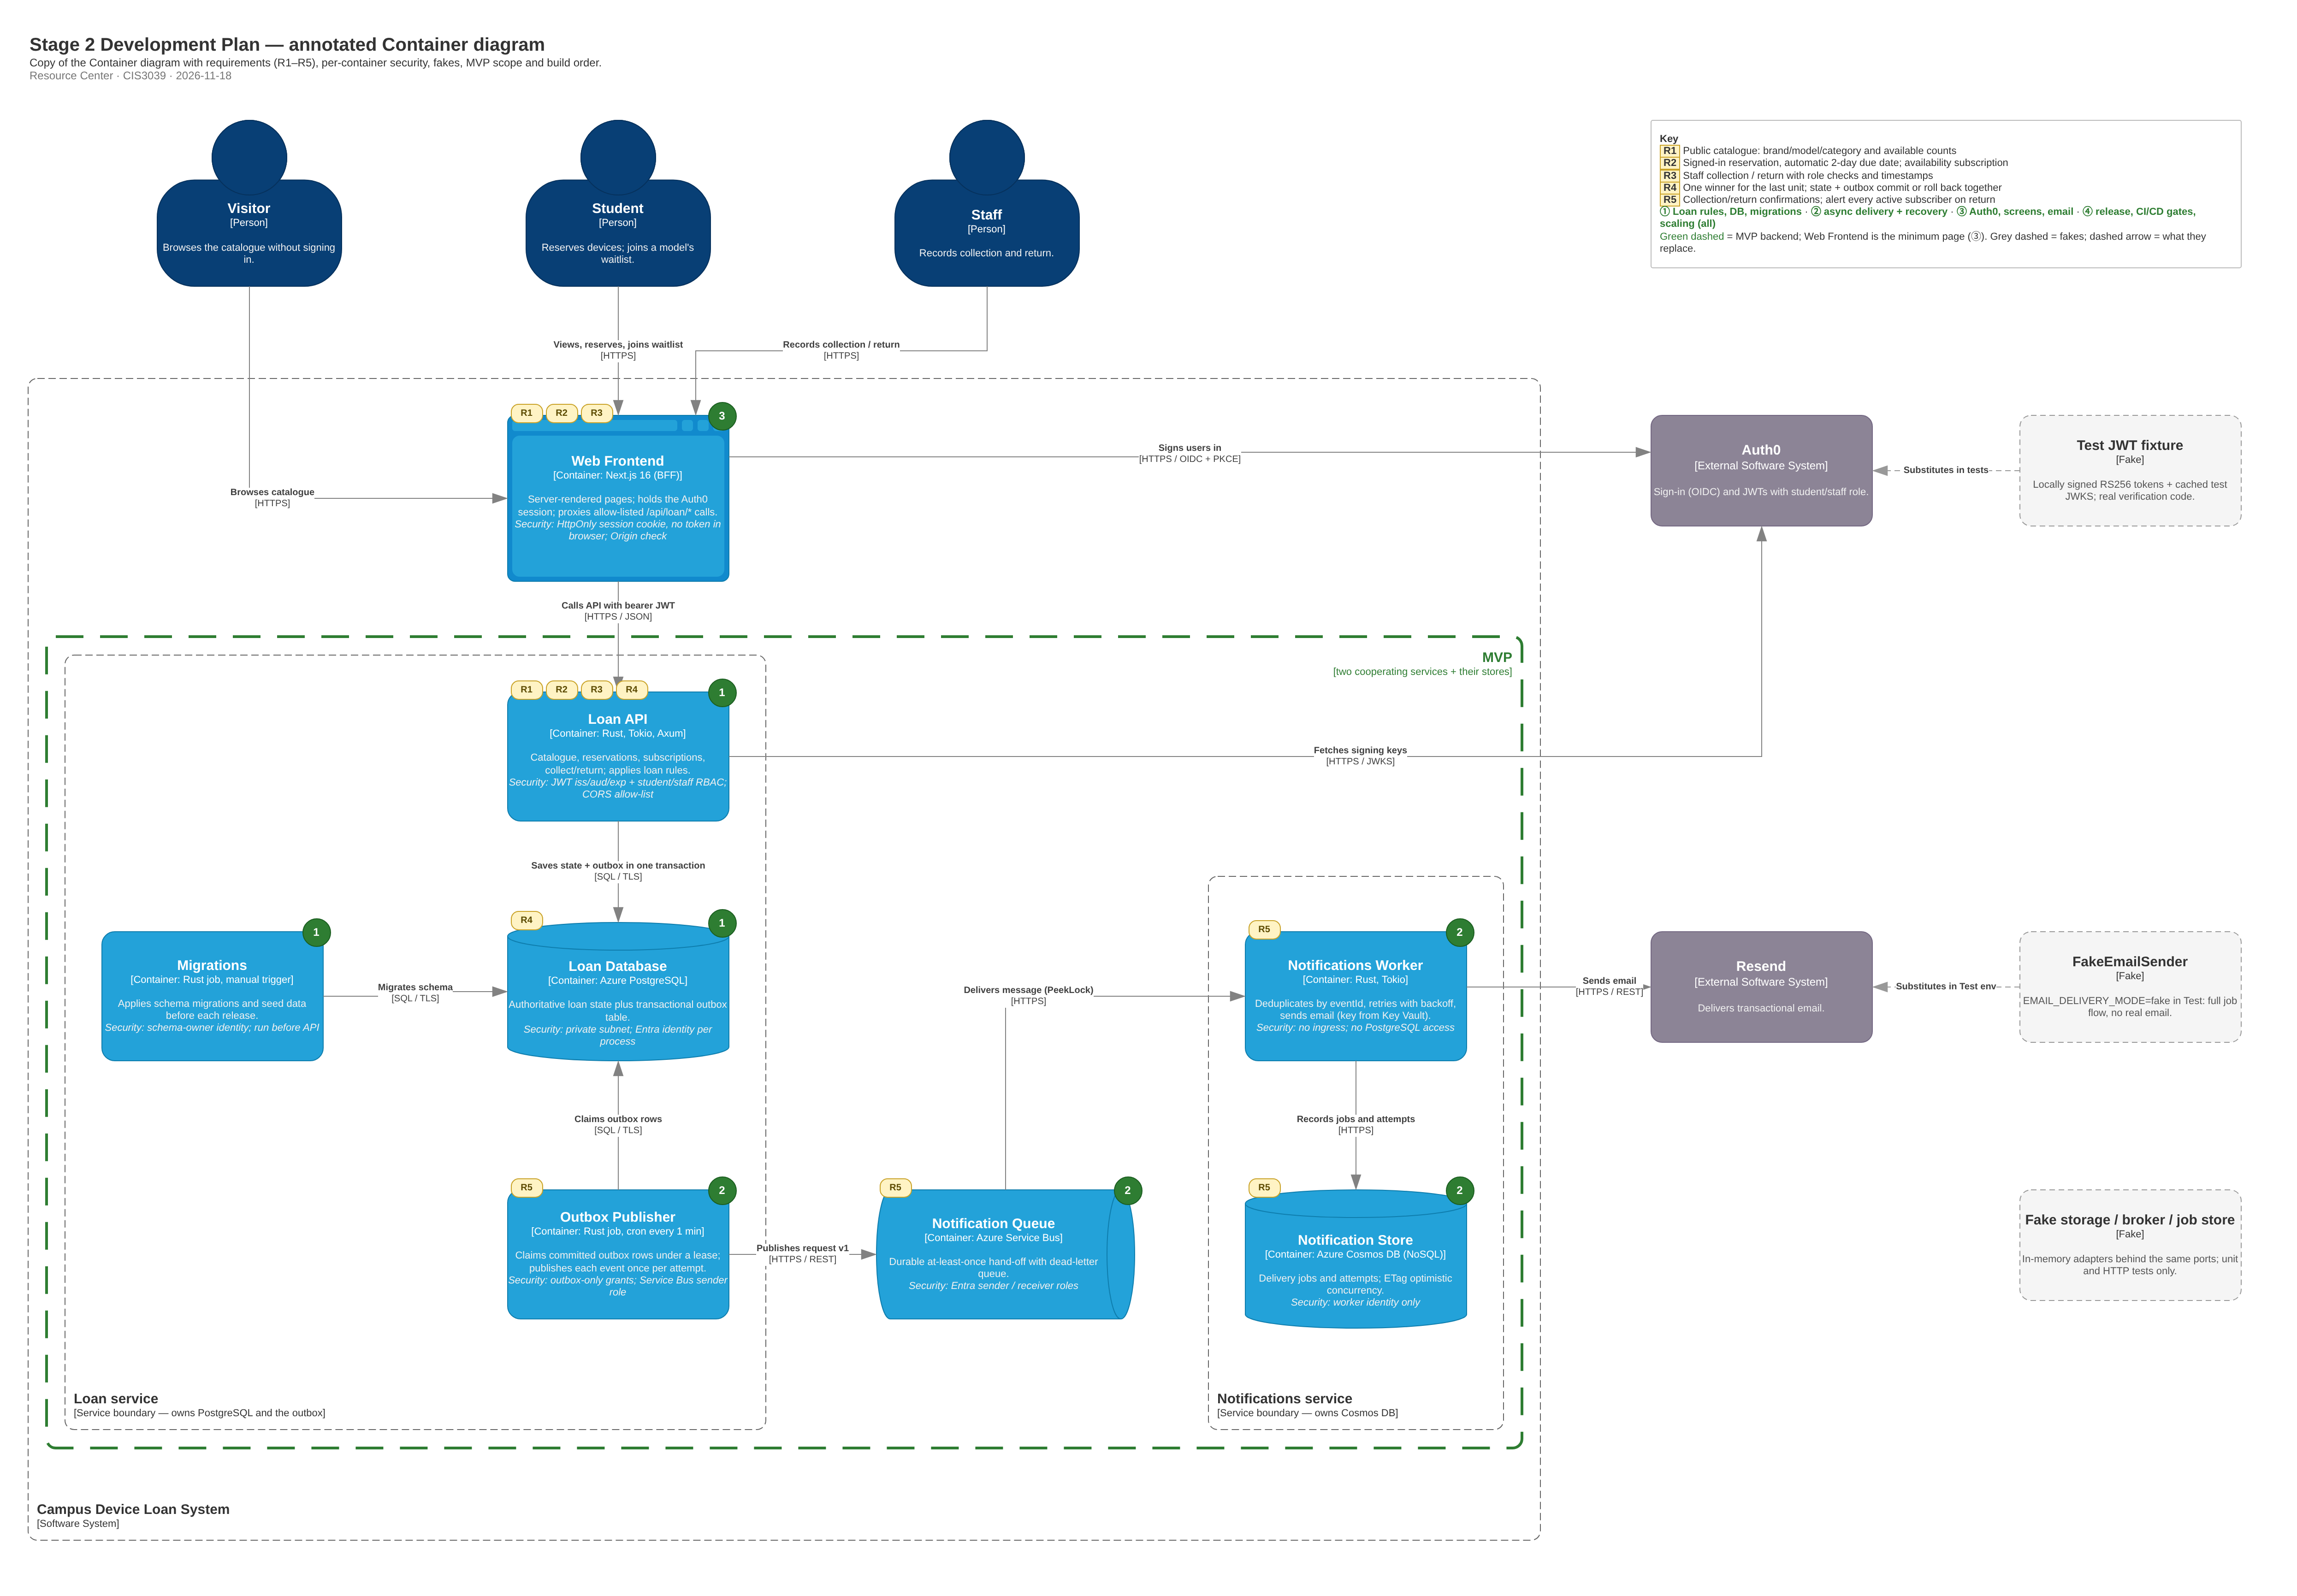 Stage 2 Development Plan — annotated Container diagram
Copy of the Container diagram with requirements (R1–R5), per-container security, fakes, MVP scope and build order.
Resource Center · CIS3039 · 2026-11-18
Visitor
[Person]
Browses the catalogue without signing
in.
Student
[Person]
Reserves devices; joins a model's
waitlist.
Staff
[Person]
Records collection and return.
Key
R1 Public catalogue: brand/model/category and available counts
R2 Signed-in reservation, automatic 2-day due date; availability subscription
R3 Staff collection / return with role checks and timestamps
R4 One winner for the last unit; state + outbox commit or roll back together
R5 Collection/return confirmations; alert every active subscriber on return
① Loan rules, DB, migrations · ② async delivery + recovery · ③ Auth0, screens, email · ④ release, CI/CD gates,
scaling (all)
Green dashed = MVP backend; Web Frontend is the minimum page (③). Grey dashed = fakes; dashed arrow = what they
replace.
Views, reserves, joins waitlist
[HTTPS]
Records collection / return
[HTTPS]
Browses catalogue
[HTTPS]
R1 R2 R3
3
Web Frontend
[Container: Next.js 16 (BFF)]
Server-rendered pages; holds the Auth0
session; proxies allow-listed /api/loan/* calls.
Security: HttpOnly session cookie, no token in
browser; Origin check
Signs users in
[HTTPS / OIDC + PKCE]
Auth0
[External Software System]
Sign-in (OIDC) and JWTs with student/staff role.
Substitutes in tests
Test JWT fixture
[Fake]
Locally signed RS256 tokens + cached test
JWKS; real verification code.
Calls API with bearer JWT
[HTTPS / JSON]
MVP
[two cooperating services + their stores]
R1 R2 R3 R4
1
Loan API
[Container: Rust, Tokio, Axum]
Catalogue, reservations, subscriptions,
collect/return; applies loan rules.
Security: JWT iss/aud/exp + student/staff RBAC;
CORS allow-list
Fetches signing keys
[HTTPS / JWKS]
Saves state + outbox in one transaction
[SQL / TLS]
1
Migrations
[Container: Rust job, manual trigger]
Applies schema migrations and seed data
before each release.
Security: schema-owner identity; run before API
Migrates schema
[SQL / TLS]
R4
1
Loan Database
[Container: Azure PostgreSQL]
Authoritative loan state plus transactional outbox
table.
Security: private subnet; Entra identity per
process
Delivers message (PeekLock)
[HTTPS]
R5
2
Notifications Worker
[Container: Rust, Tokio]
Deduplicates by eventId, retries with backoff,
sends email (key from Key Vault).
Security: no ingress; no PostgreSQL access
Sends email
[HTTPS / REST]
Resend
[External Software System]
Delivers transactional email.
Substitutes in Test env
FakeEmailSender
[Fake]
EMAIL_DELIVERY_MODE=fake in Test: full job
flow, no real email.
Claims outbox rows
[SQL / TLS]
Records jobs and attempts
[HTTPS]
R5
2
Outbox Publisher
[Container: Rust job, cron every 1 min]
Claims committed outbox rows under a lease;
publishes each event once per attempt.
Security: outbox-only grants; Service Bus sender
role
Publishes request v1
[HTTPS / REST]
R5
2
Notification Queue
[Container: Azure Service Bus]
Durable at-least-once hand-off with dead-letter
queue.
Security: Entra sender / receiver roles
R5
2
Notification Store
[Container: Azure Cosmos DB (NoSQL)]
Delivery jobs and attempts; ETag optimistic
concurrency.
Security: worker identity only
Fake storage / broker / job store
[Fake]
In-memory adapters behind the same ports; unit
and HTTP tests only.
Loan service
[Service boundary — owns PostgreSQL and the outbox]
Notifications service
[Service boundary — owns Cosmos DB]
Campus Device Loan System
[Software System]